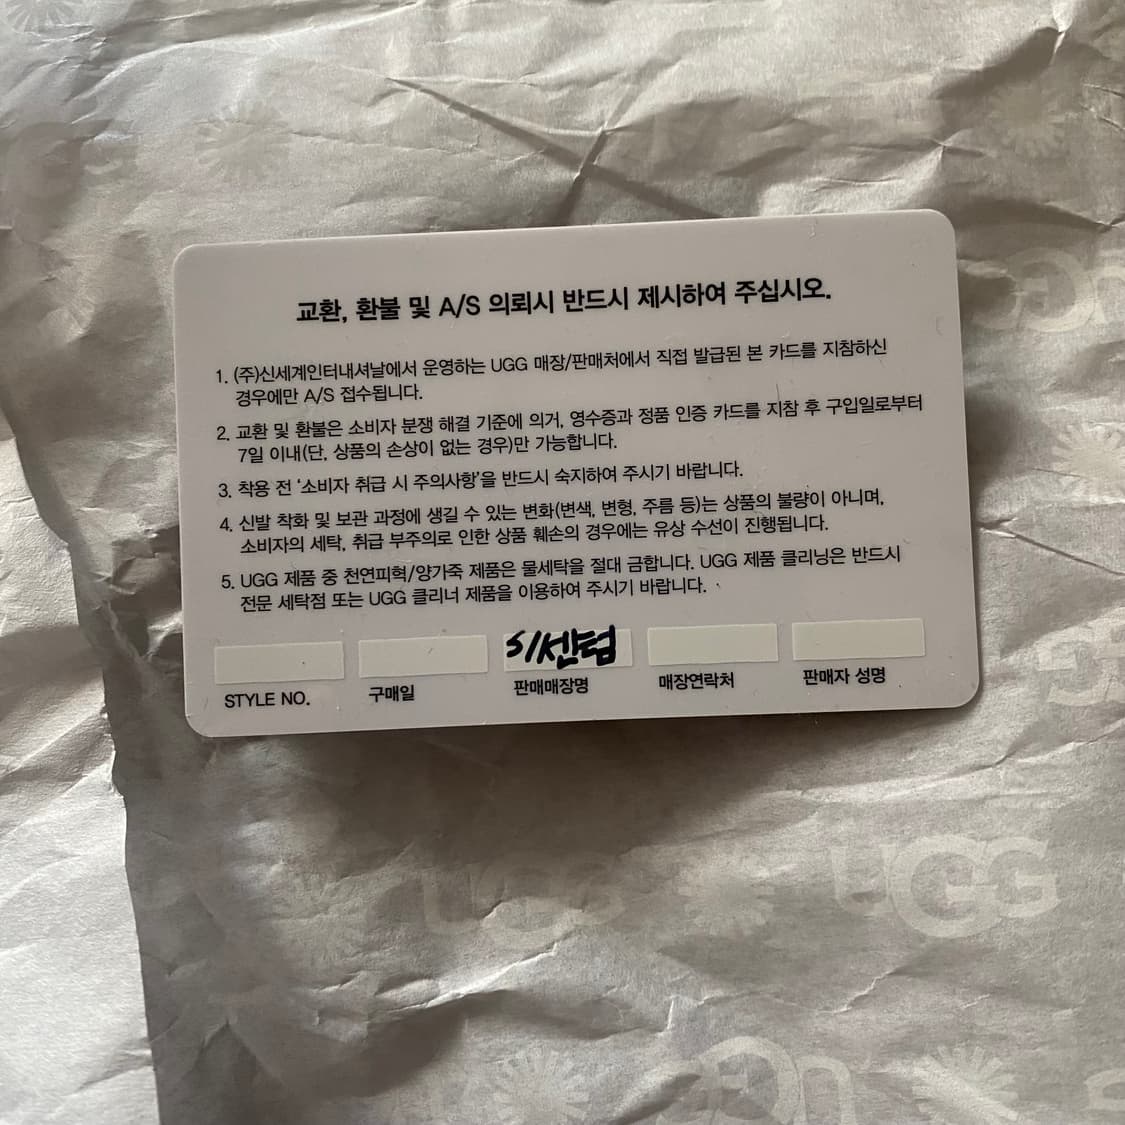 교환, 환불 및 A/S 의뢰시 반드시 제시하여 주십시오.
1. (주)신세계인터내셔날에서 운영하는 UGG 매장/판매처에서 직접 발급된 본 카드를 지참하신
경우에만 A/S 접수됩니다.
2. 교환 및 환불은 소비자 분쟁 해결 기준에 의거, 영수증과 정품 인증 카드를 지참 후 구입일로부터
7일 이내(단, 상품의 손상이 없는 경우)만 가능합니다.
3. 착용 전 '소비자 취급 시 주의사항'을 반드시 숙지하여 주시기 바랍니다.
4. 신발 착화 및 보관 과정에 생길 수 있는 변화(변색, 변형, 주름 등)는 상품의 불량이 아니며,
소비자의 세탁, 취급 부주의로 인한 상품 훼손의 경우에는 유상 수선이 진행됩니다.
5. UGG 제품 중 천연피혁/양가죽 제품은 물세탁을 절대 금합니다. UGG 제품 클리닝은 반드시
전문 세탁점 또는 UGG 클리너 제품을 이용하여 주시기 바랍니다.
S/센텀
STYLE NO. 구매일 판매매장명 매장연락처 판매자 성명
UGG UGG